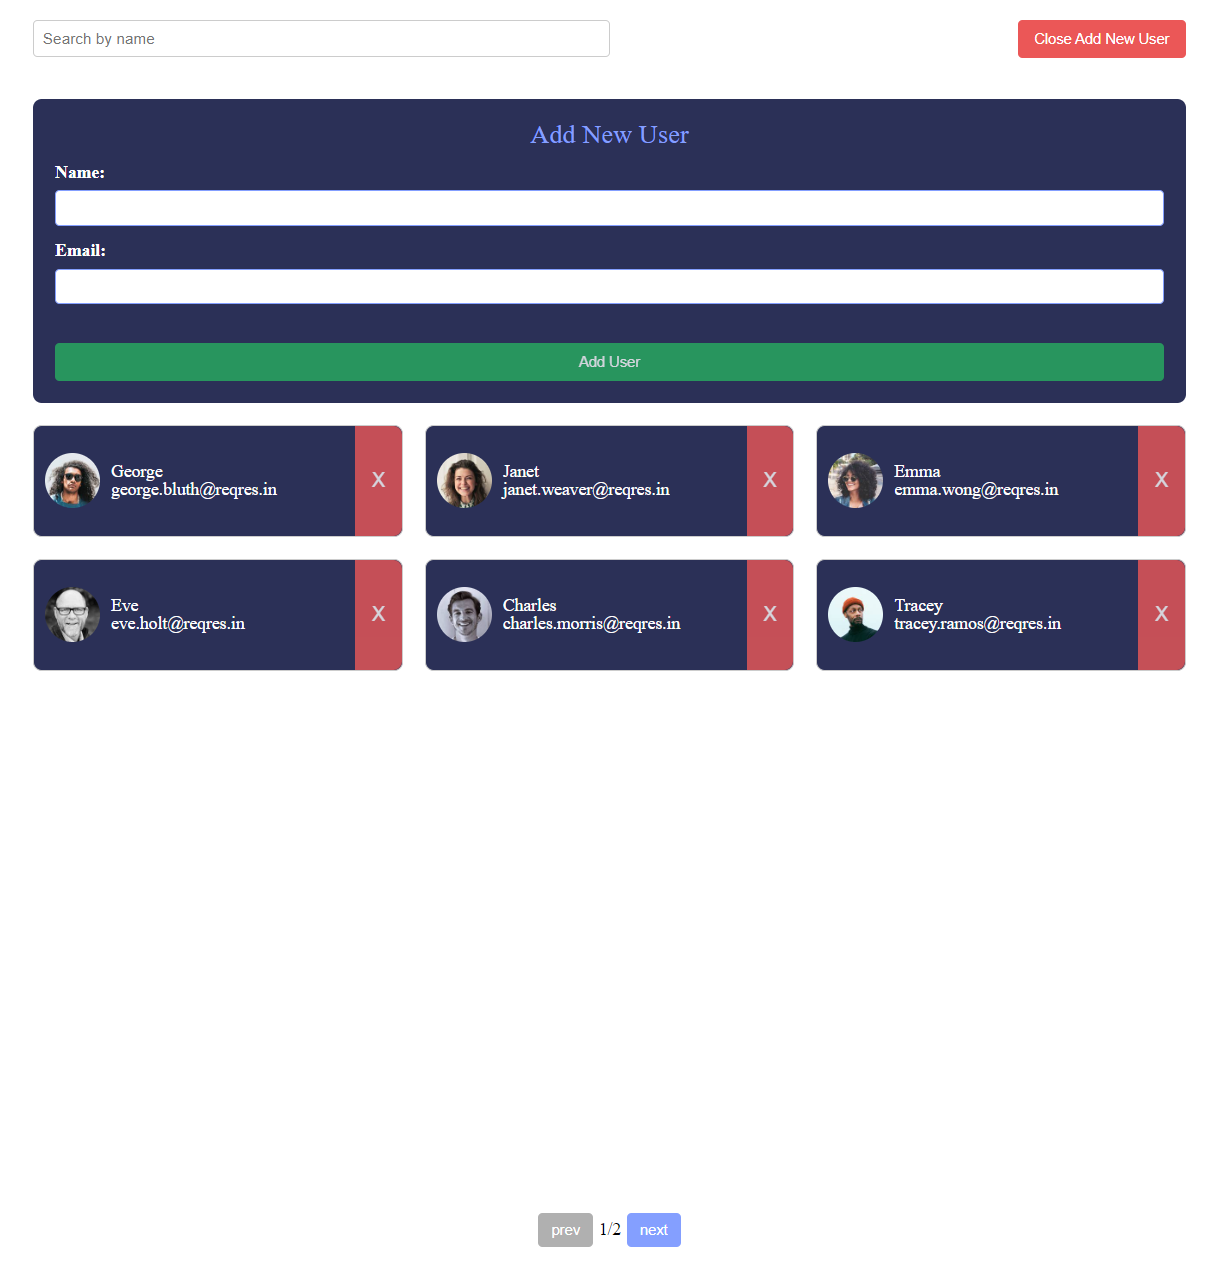 Search by name
Close Add New User
Add New User
Name:
Email:
Add User
George
george.bluth@reqres.in
X
Janet
janet.weaver@reqres.in
X
Emma
emma.wong@reqres.in
X
Eve
eve.holt@reqres.in
X
Charles
charles.morris@reqres.in
X
Tracey
tracey.ramos@reqres.in
X
prev 1/2 next